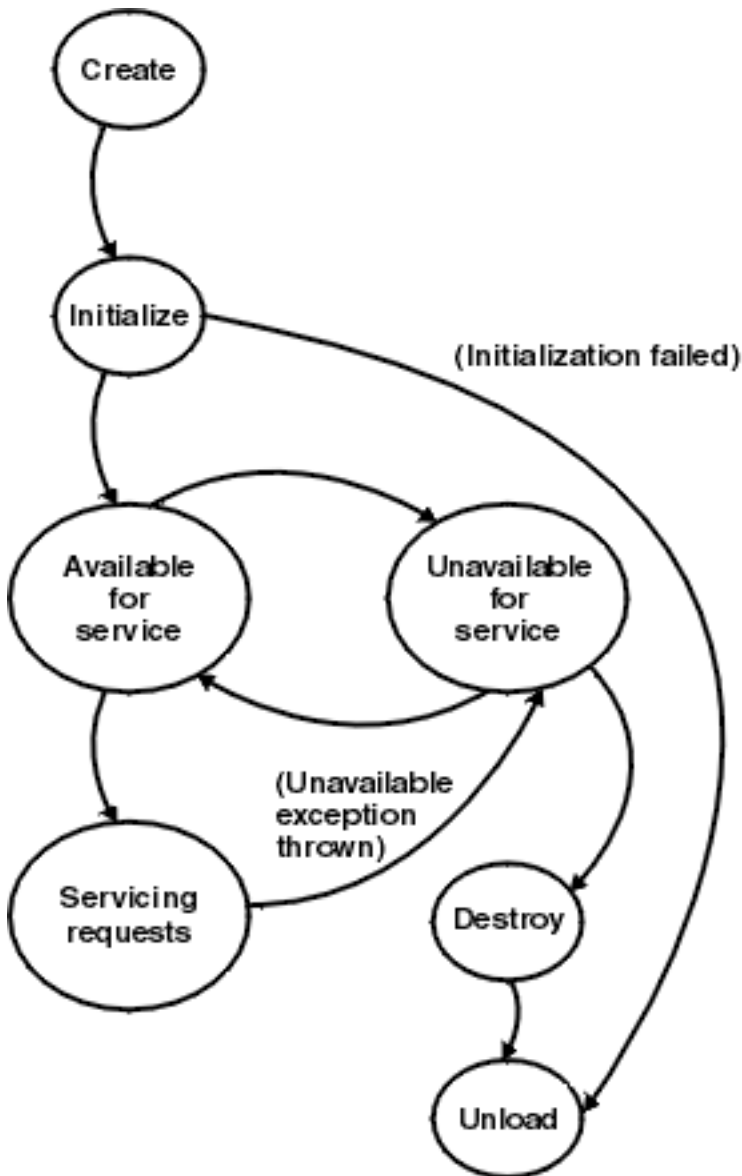 Create
Initialize
(Initialization failed)
Available
for
service
Unavailable
for
service
(Unavailable
exception
thrown)
Servicing
requests
Destroy
Unload